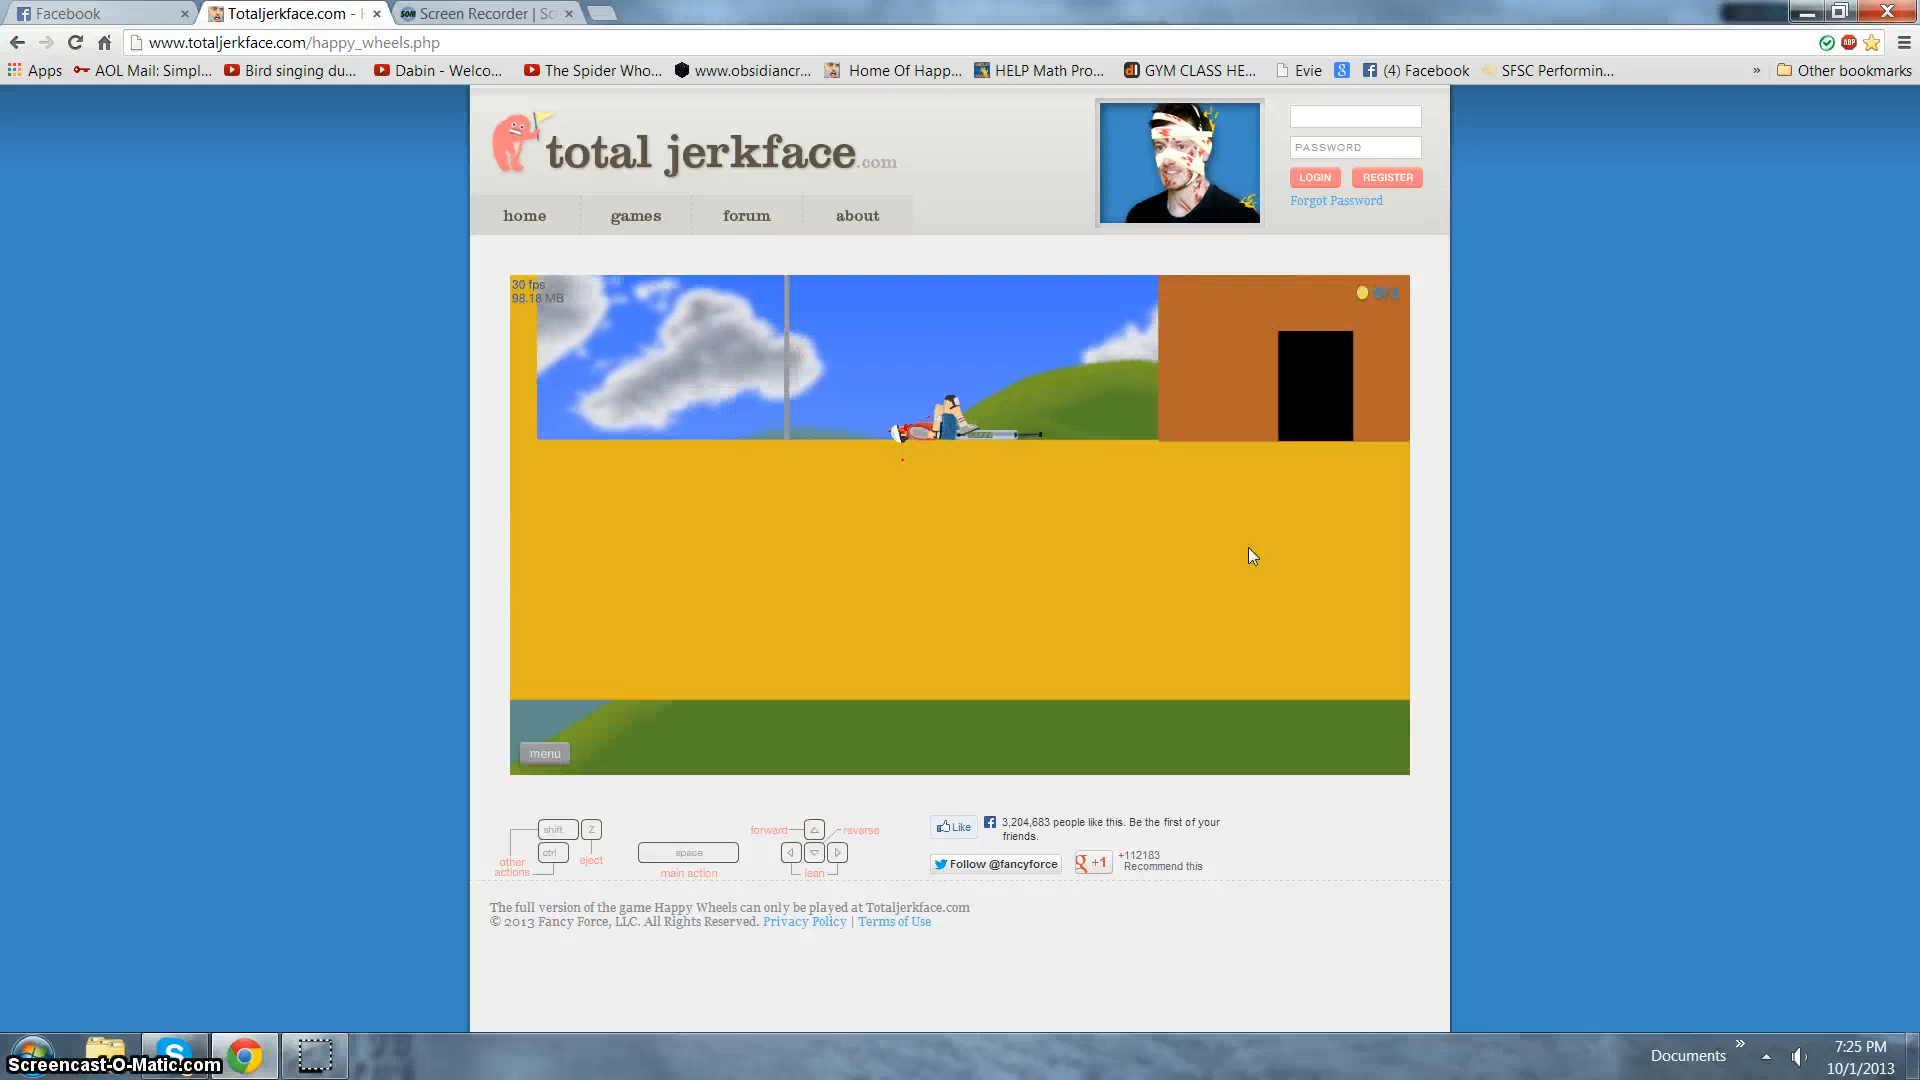 Facebook
Totaljerkface.com - H
SOM Screen Recorder | Sc
www.totaljerkface.com/happy_wheels.php
ABP
Apps
AOL Mail: Simpl...
Bird singing du...
Dabin - Welco...
The Spider Who...
www.obsidiancr...
Home Of Happ...
HELP Math Pro...
GYM CLASS HE...
Evie
(4) Facebook
SFSC Performin...
»
Other bookmarks
total jerkface.com
PASSWORD
LOGIN
REGISTER
Forgot Password
home
games
forum
about
30 fps
98.18 MB
0/1
menu
shift
Z
ctrl
other
actions
eject
space
main action
forward
reverse
lean
Like
3,204,683 people like this. Be the first of your
friends.
Follow @fancyforce
+1
+112183
Recommend this
The full version of the game Happy Wheels can only be played at Totaljerkface.com
© 2013 Fancy Force, LLC. All Rights Reserved. Privacy Policy | Terms of Use
Screencast-O-Matic.com
Documents
»
7:25 PM
10/1/2013